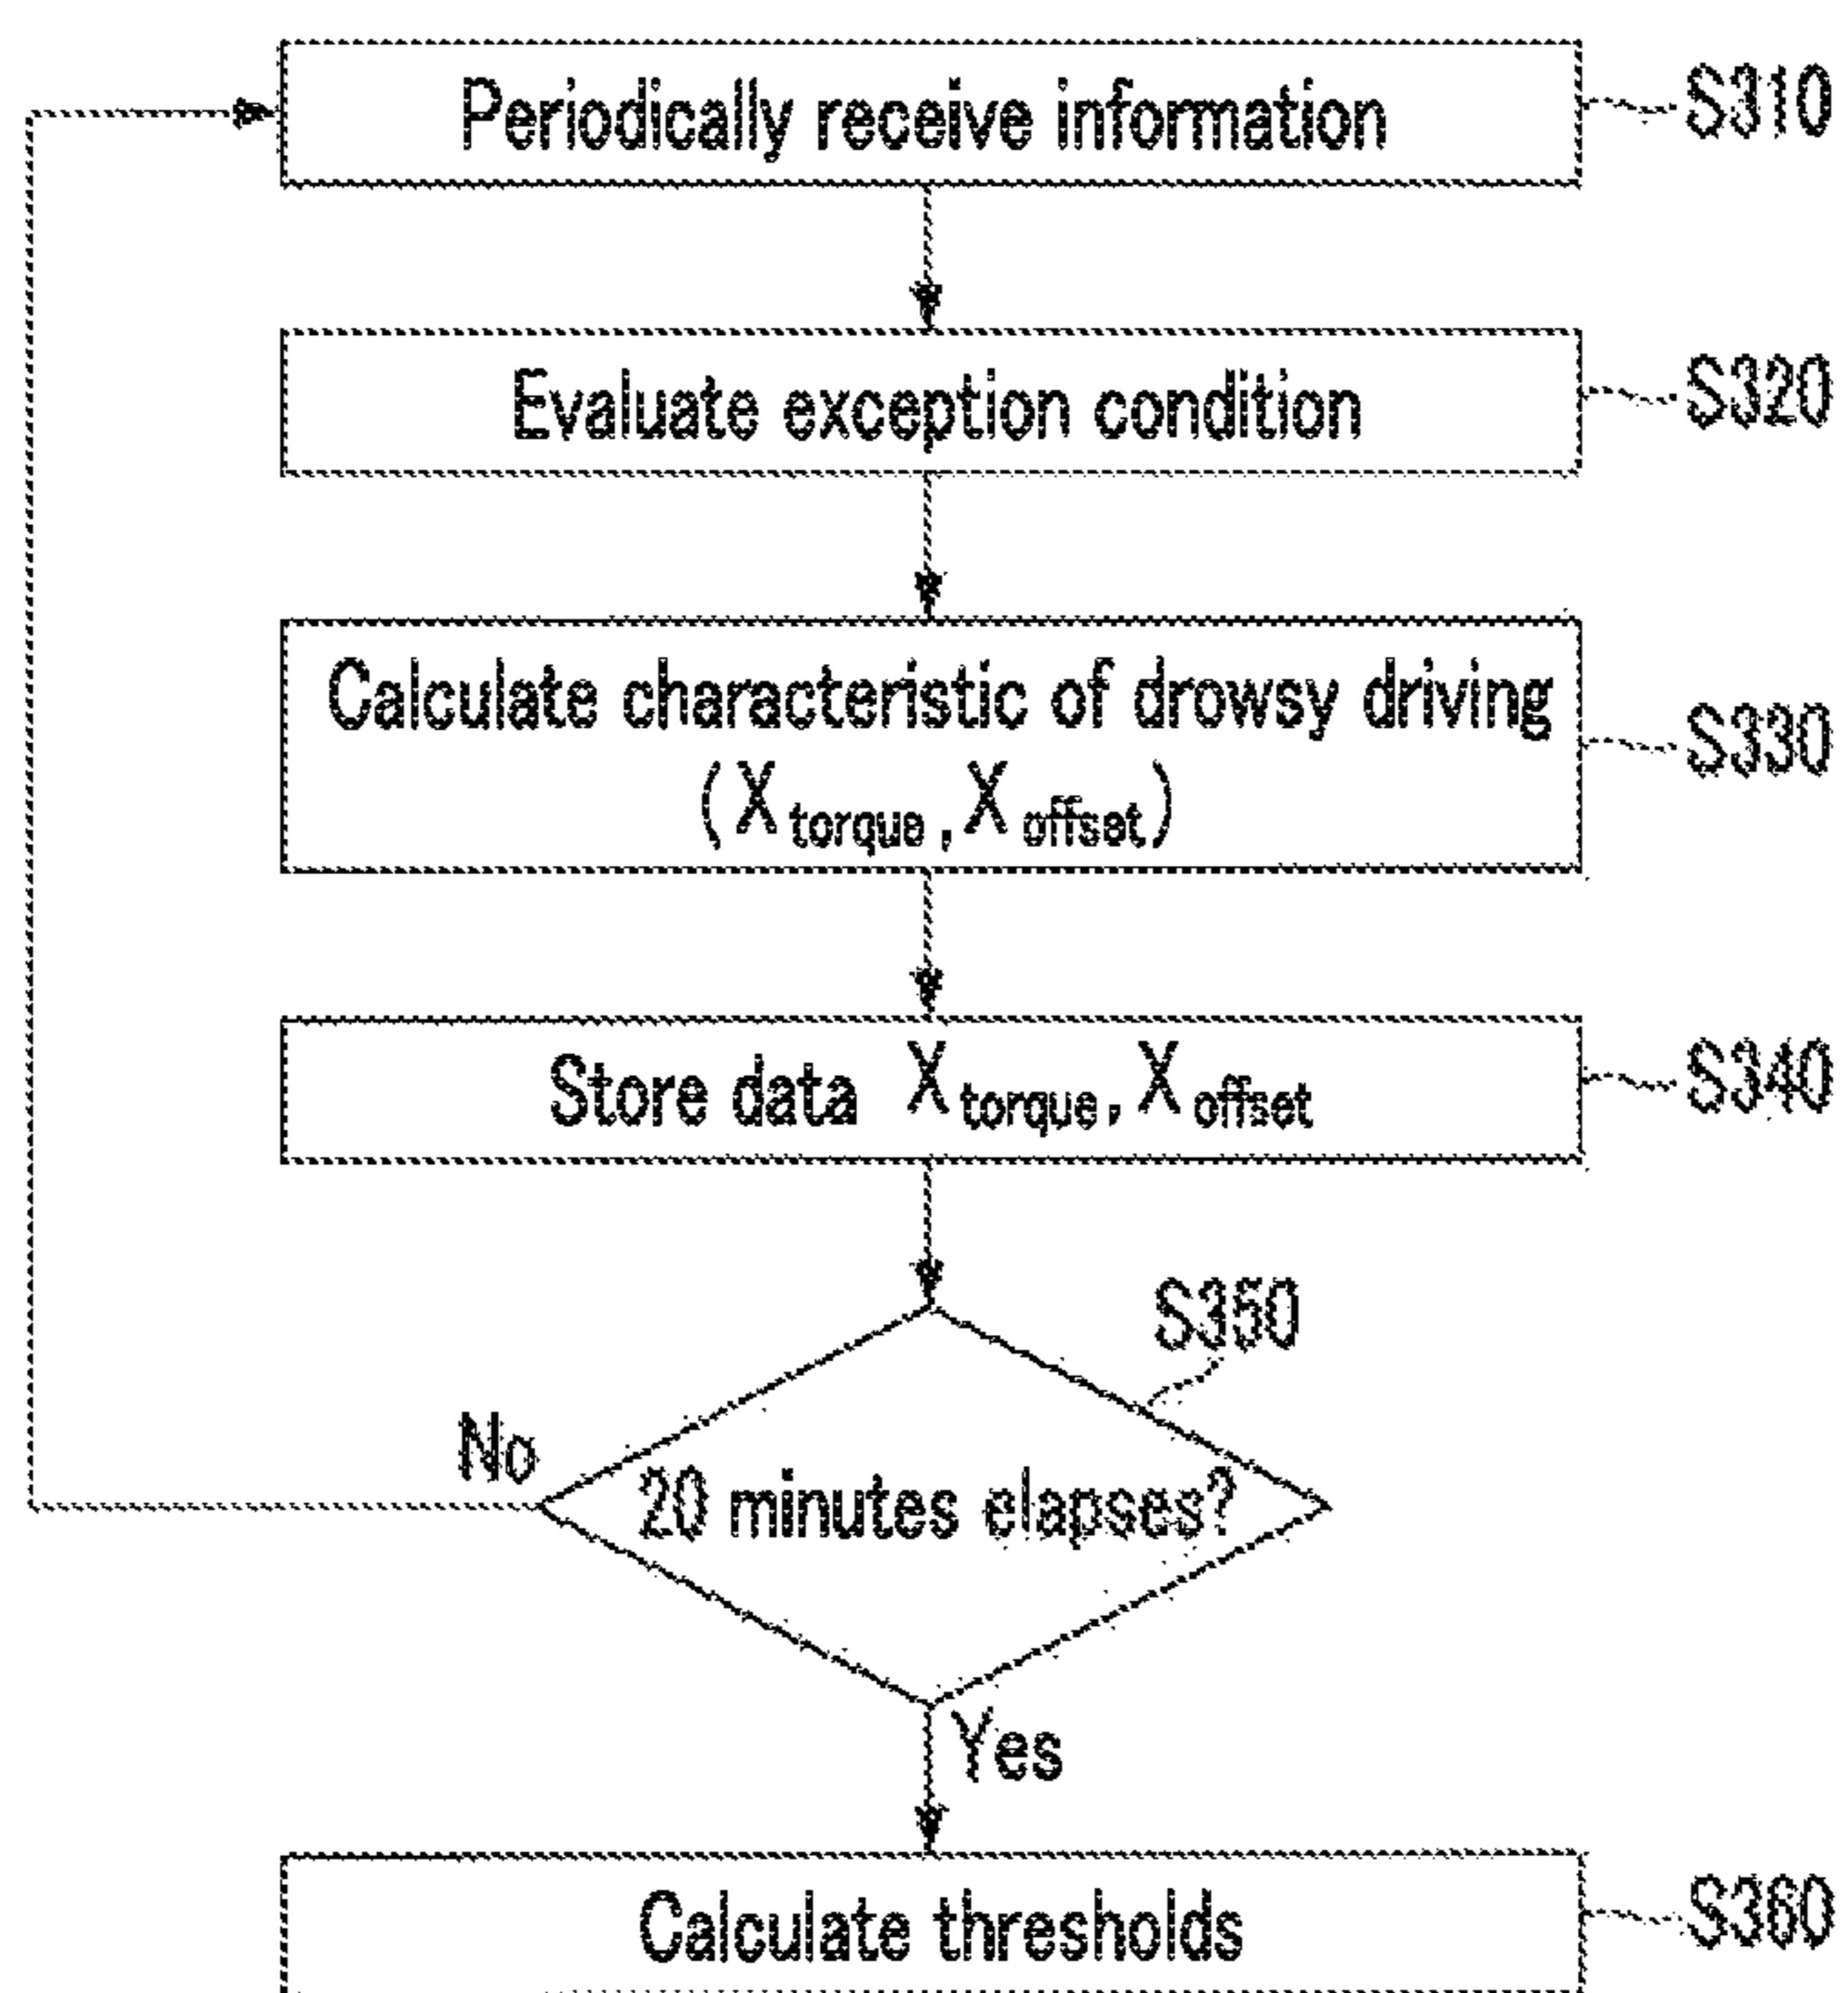 Periodically receive information
S310
Evaluate exception condition
S320
Calculate characteristic of drowsy driving
(X torque, X offset)
S330
Store data X torque, X offset
S340
S350
No
20 minutes elapses?
Yes
Calculate thresholds
S360